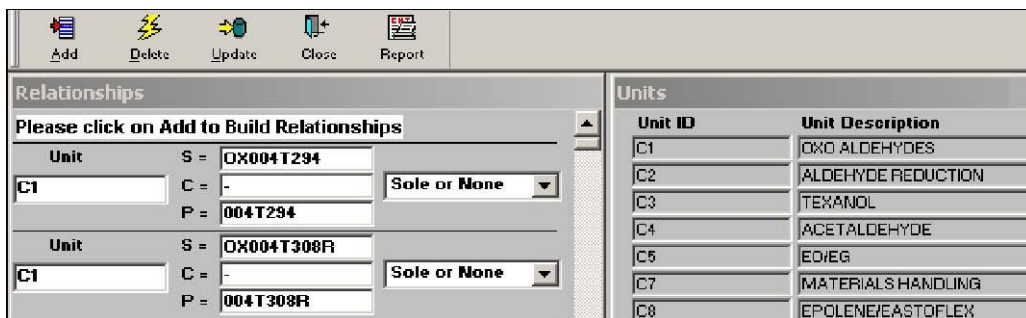 Add Delete Update Close Report
Relationships
Please click on Add to Build Relationships
Unit S = OX004T294
C1 C = - Sole or None
P = 004T294
Unit S = OX004T308R
C1 C = - Sole or None
P = 004T308R
Units
Unit ID Unit Description
C1 OXO ALDEHYDES
C2 ALDEHYDE REDUCTION
C3 TEXANOL
C4 ACETALDEHYDE
C5 EO/EG
C7 MATERIALS HANDLING
C8 EPOLENE/EASTOFLEX